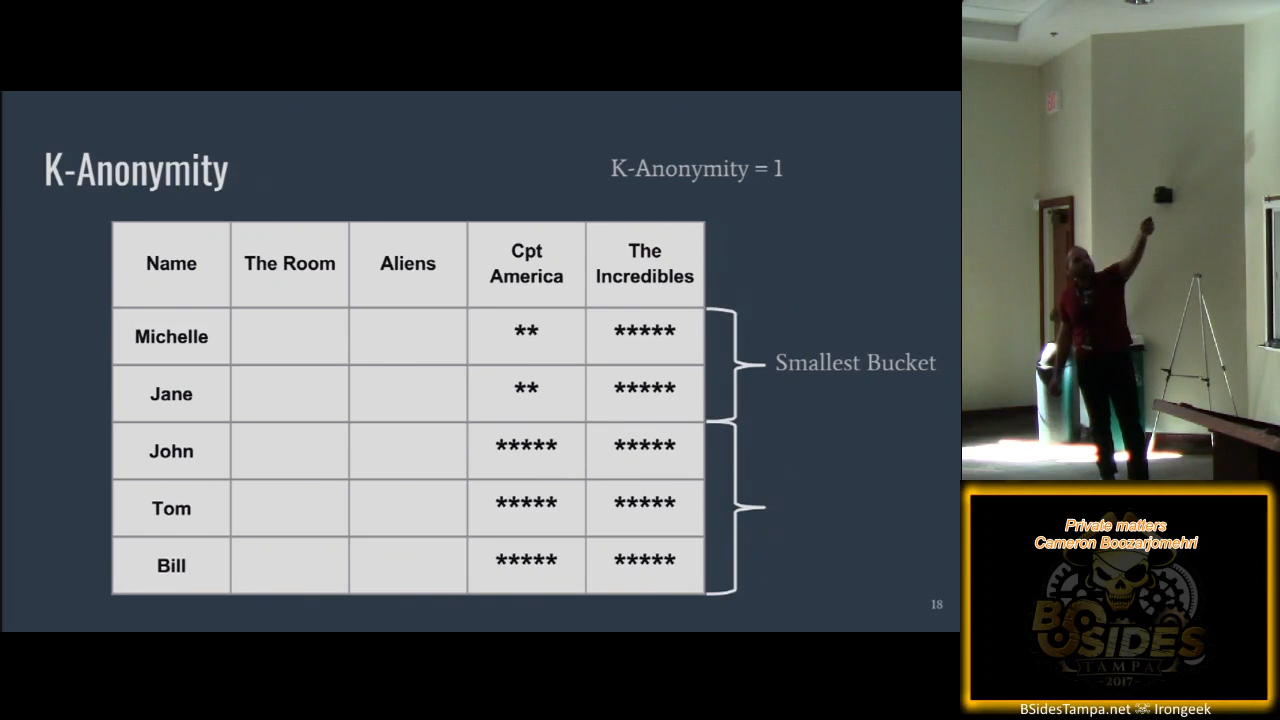 K-Anonymity
K-Anonymity = 1
Name The Room Aliens Cpt America The Incredibles
Michelle ** *****
Jane ** *****
John ***** *****
Tom ***** *****
Bill ***** *****
Smallest Bucket
18
Private matters
Cameron Boozarjomehri
BSIDES
TAMPA
2017
BSidesTampa.net Irongeek